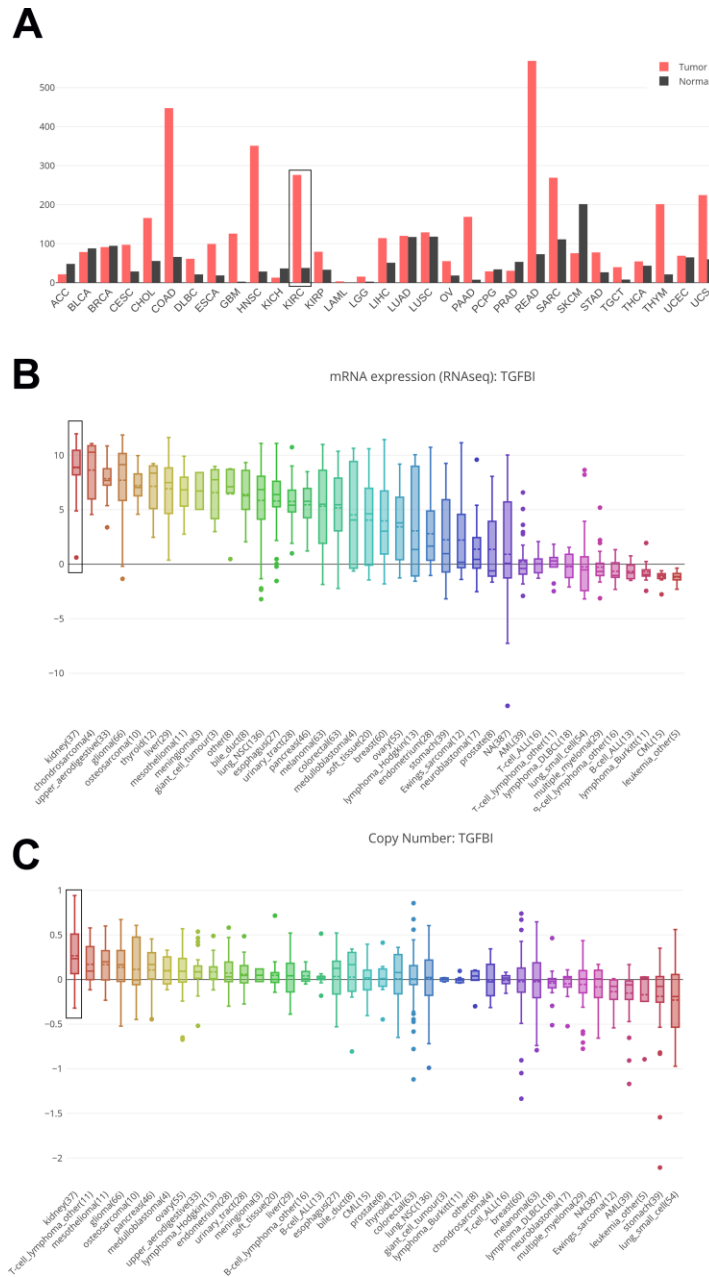 A
Tumor
Norma
500
400
300
200
100
0
ACC
BLCA
BRCA
CESC
CHOL
COAD
DLBC
ESCA
GBM
HNSC
KICH
KIRC
KIRP
LAML
LGG
LIHC
LUAD
LUSC
OV
PAAD
PCPG
PRAD
READ
SARC
SKCM
STAD
TGCT
THCA
THYM
UCEC
UCS
B
mRNA expression (RNAseq): TGFBI
10
5
0
−5
−10
kidney(37)
chondrosarcoma(4)
upper_aerodigestive(33)
glioma(66)
osteosarcoma(10)
thyroid(12)
liver(29)
mesothelioma(11)
meningioma(3)
giant_cell_tumour(3)
other(8)
bile_duct(8)
lung_NSC(136)
esophagus(27)
urinary_tract(28)
pancreas(46)
melanoma(63)
colorectal(63)
medulloblastoma(4)
soft_tissue(20)
breast(60)
ovary(55)
lymphoma_Hodgkin(13)
endometrium(28)
stomach(39)
Ewings_sarcoma(12)
neuroblastoma(17)
prostate(8)
NA(387)
AML(39)
T-cell_ALL(16)
T-cell_lymphoma_other(11)
lymphoma_DLBCL(18)
lung_small_cell(54)
multiple_myeloma(29)
B-cell_lymphoma_other(16)
B-cell_ALL(13)
lymphoma_Burkitt(11)
CML(15)
leukemia_other(5)
C
Copy Number: TGFBI
1
0.5
0
−0.5
−1
−1.5
−2
kidney(37)
T-cell_lymphoma_other(11)
mesothelioma(11)
glioma(66)
osteosarcoma(10)
pancreas(46)
medulloblastoma(4)
ovary(55)
upper_aerodigestive(33)
lymphoma_Hodgkin(13)
endometrium(28)
urinary_tract(28)
meningioma(3)
soft_tissue(20)
liver(29)
B-cell_lymphoma_other(16)
B-cell_ALL(13)
esophagus(27)
bile_duct(8)
CML(15)
prostate(8)
thyroid(12)
colorectal(63)
lung_NSC(136)
giant_cell_tumour(3)
lymphoma_Burkitt(11)
other(8)
chondrosarcoma(4)
T-cell_ALL(16)
breast(60)
melanoma(63)
lymphoma_DLBCL(18)
neuroblastoma(17)
multiple_myeloma(29)
NA(387)
Ewings_sarcoma(12)
AML(39)
leukemia_other(5)
stomach(39)
lung_small_cell(54)